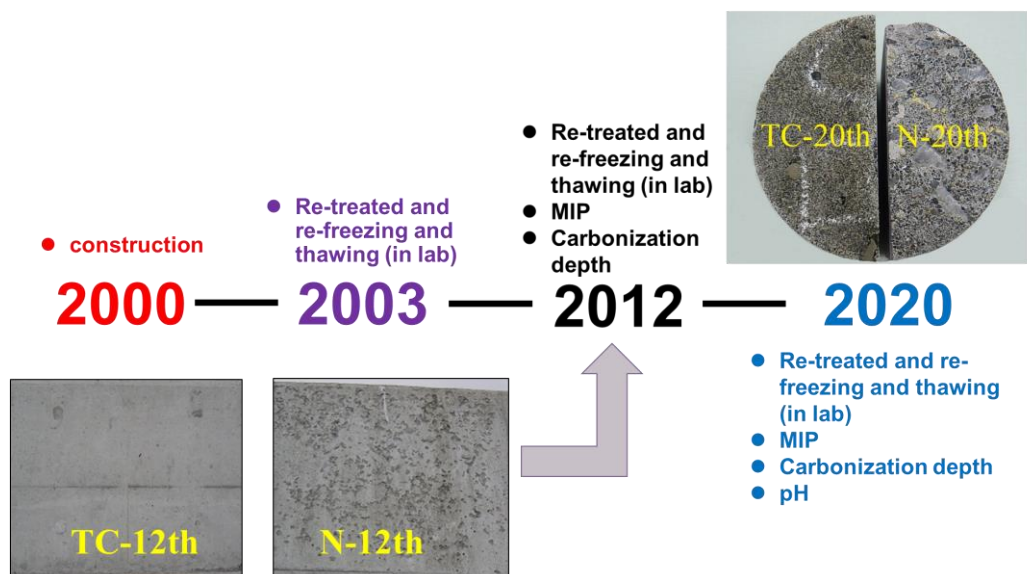 TC-20th
N-20th
● Re-treated and
re-freezing and
thawing (in lab)
● MIP
● Carbonization
depth
● Re-treated and
re-freezing and
thawing (in lab)
● construction
2000
2003
2012
2020
● Re-treated and re-
freezing and thawing
(in lab)
● MIP
● Carbonization depth
● pH
TC-12th
N-12th